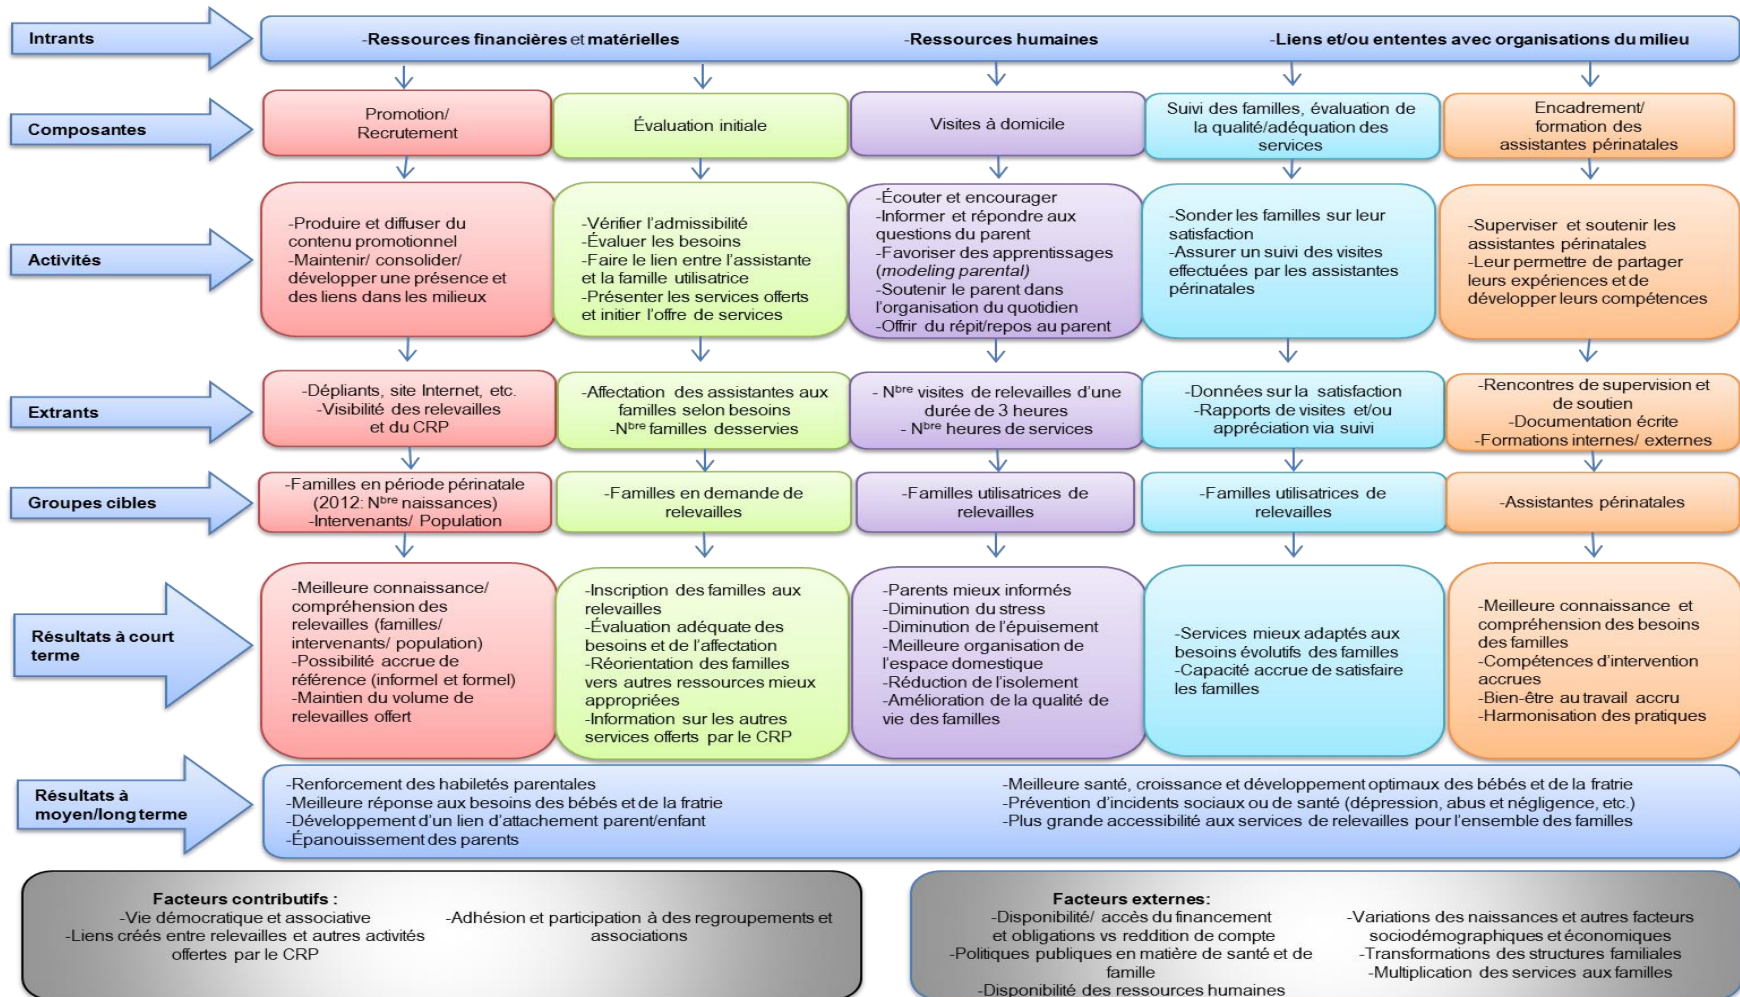 Intrants
-Ressources financières et matérielles
-Ressources humaines
-Liens et/ou ententes avec organisations du milieu
Composantes
Promotion/
Recrutement
Évaluation initiale
Visites à domicile
Suivi des familles, évaluation de
la qualité/adéquation des
services
Encadrement/
formation des
assistantes périnatales
Activités
-Produire et diffuser du
contenu promotionnel
-Maintenir/ consolider/
développer une présence et
des liens dans les milieux
-Vérifier l'admissibilité
-Évaluer les besoins
-Faire le lien entre l'assistante
et la famille utilisatrice
-Présenter les services offerts
et initier l'offre de services
-Écouter et encourager
-Informer et répondre aux
questions du parent
-Favoriser des apprentissages
(modeling parental)
-Soutenir le parent dans
l'organisation du quotidien
-Offrir du répit/repos au parent
-Sonder les familles sur leur
satisfaction
-Assurer un suivi des visites
effectuées par les assistantes
périnatales
-Superviser et soutenir les
assistantes périnatales
-Leur permettre de partager
leurs expériences et de
développer leurs compétences
Extrants
-Dépliants, site Internet, etc.
-Visibilité des relevailles
et du CRP
-Affectation des assistantes aux
familles selon besoins
-Nbre familles desservies
- Nbre visites de relevailles d'une
durée de 3 heures
- Nbre heures de services
-Données sur la satisfaction
-Rapports de visites et/ou
appréciation via suivi
-Rencontres de supervision et
de soutien
-Documentation écrite
-Formations internes/ externes
Groupes cibles
-Familles en période périnatale
(2012: Nbre naissances)
-Intervenants/ Population
-Familles en demande de
relevailles
-Familles utilisatrices de
relevailles
-Familles utilisatrices de
relevailles
-Assistantes périnatales
Résultats à court
terme
-Meilleure connaissance/
compréhension des
relevailles (familles/
intervenants/ population)
-Possibilité accrue de
référence (informel et formel)
-Maintien du volume de
relevailles offert
-Inscription des familles aux
relevailles
-Évaluation adéquate des
besoins et de l'affectation
-Réorientation des familles
vers autres ressources mieux
appropriées
-Information sur les autres
services offerts par le CRP
-Parents mieux informés
-Diminution du stress
-Diminution de l'épuisement
-Meilleure organisation de
l'espace domestique
-Réduction de l'isolement
-Amélioration de la qualité de
vie des familles
-Services mieux adaptés aux
besoins évolutifs des familles
-Capacité accrue de satisfaire
les familles
-Meilleure connaissance et
compréhension des besoins
des familles
-Compétences d'intervention
accrues
-Bien-être au travail accru
-Harmonisation des pratiques
Résultats à
moyen/long terme
-Renforcement des habiletés parentales
-Meilleure réponse aux besoins des bébés et de la fratrie
-Développement d'un lien d'attachement parent/enfant
-Épanouissement des parents
-Meilleure santé, croissance et développement optimaux des bébés et de la fratrie
-Prévention d'incidents sociaux ou de santé (dépression, abus et négligence, etc.)
-Plus grande accessibilité aux services de relevailles pour l'ensemble des familles
Facteurs contributifs :
-Vie démocratique et associative
-Liens créés entre relevailles et autres activités
offertes par le CRP
-Adhésion et participation à des regroupements et
associations
Facteurs externes:
-Disponibilité/ accès du financement
et obligations vs reddition de compte
-Politiques publiques en matière de santé et de
famille
-Disponibilité des ressources humaines
-Variations des naissances et autres facteurs
sociodémographiques et économiques
-Transformations des structures familiales
-Multiplication des services aux familles